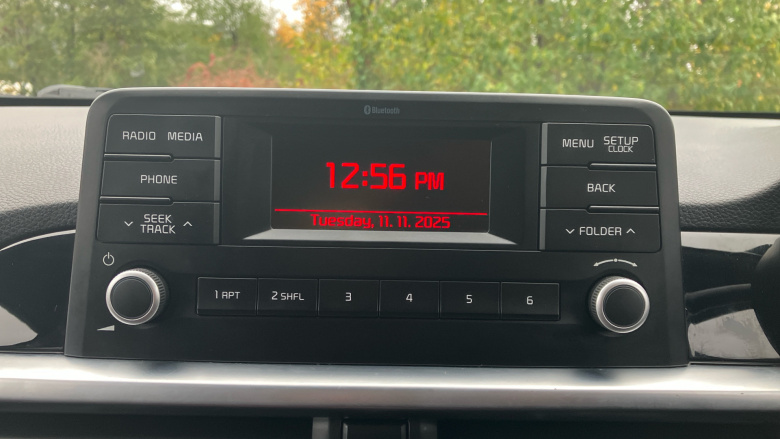 Bluetooth
RADIO MEDIA
PHONE
SEEK
TRACK
12:56 PM
Tuesday, 11. 11. 2025
MENU SETUP
CLOCK
BACK
FOLDER
1 APT 2 SHFL 3 4 5 6